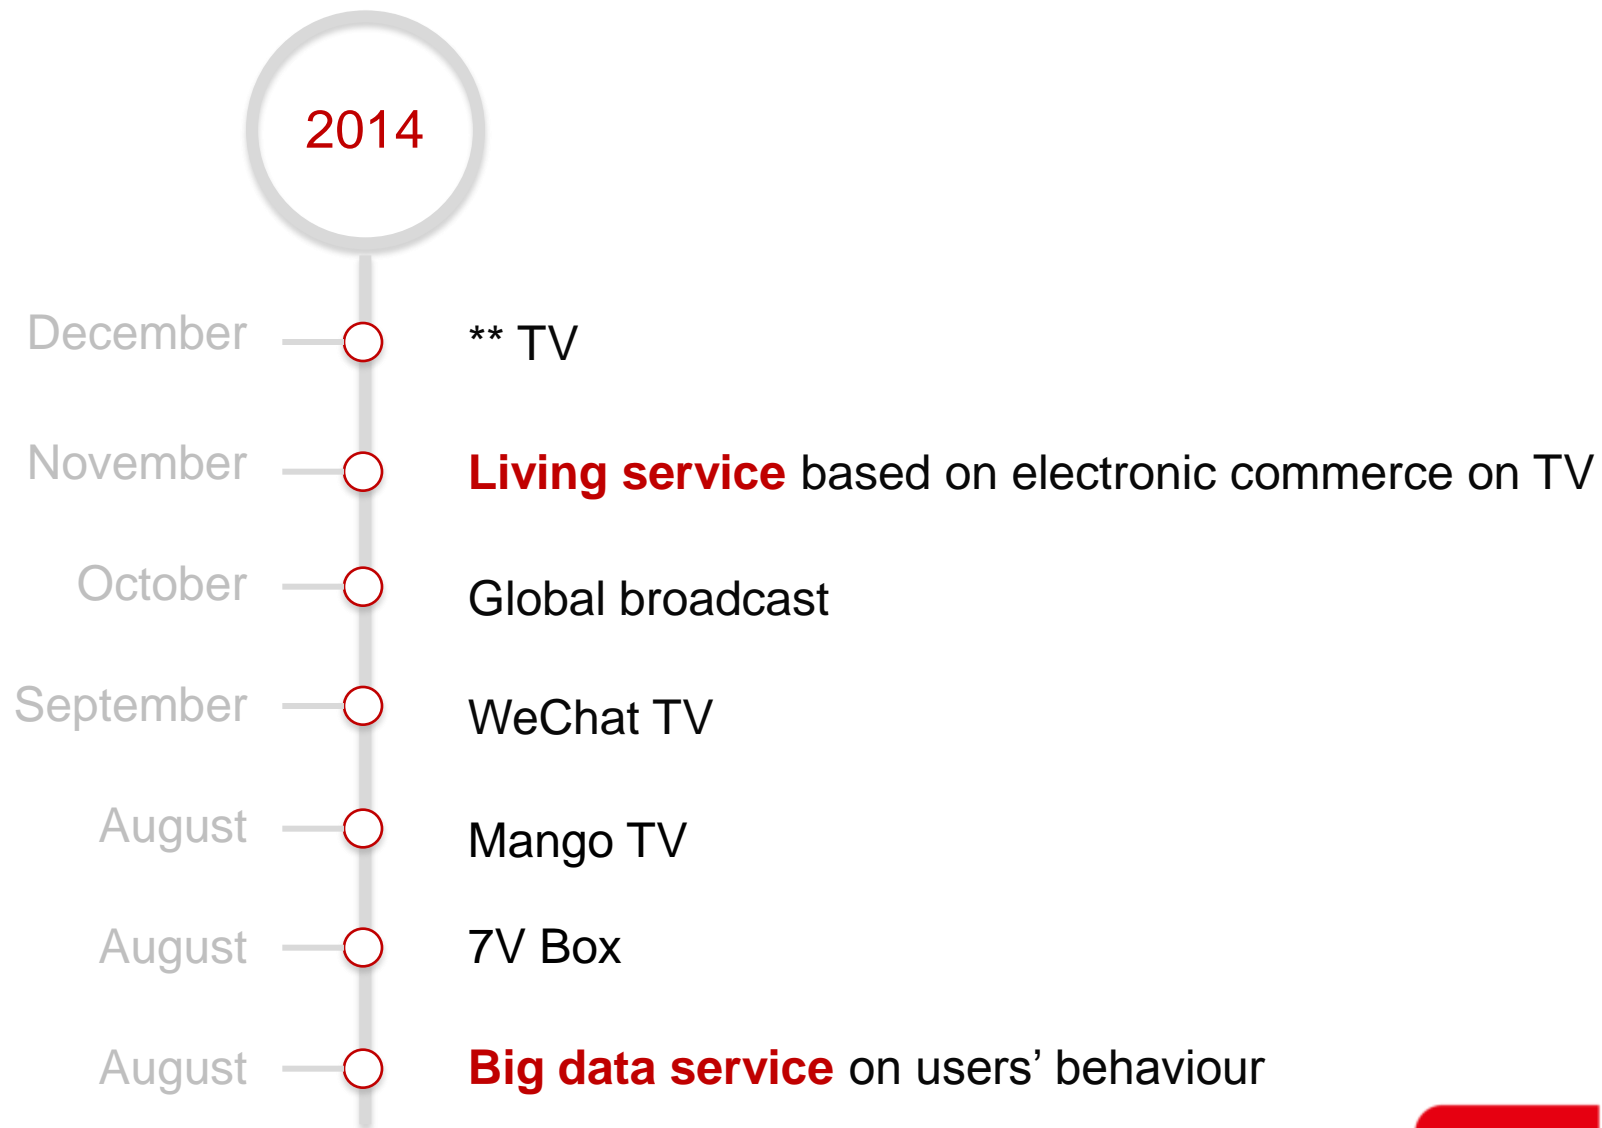 2014
December
** TV
November
Living service based on electronic commerce on TV
October
Global broadcast
September
WeChat TV
August
Mango TV
August
7V Box
August
Big data service on users’ behaviour